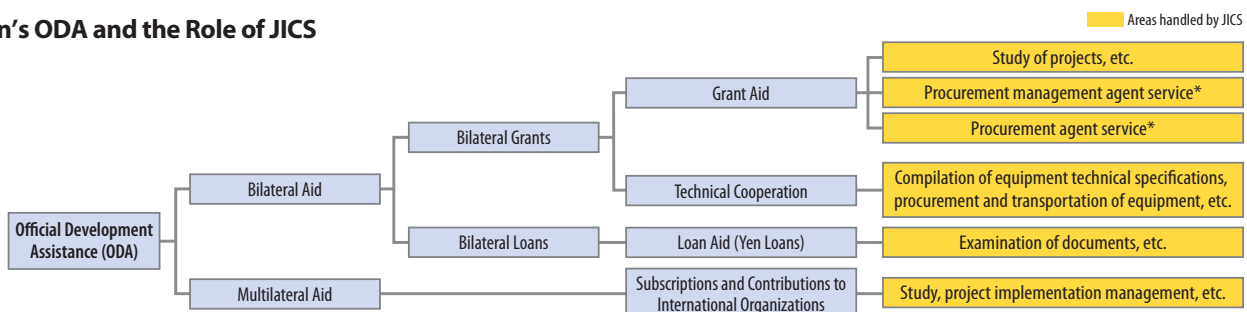 n's ODA and the Role of JICS
Areas handled by JICS
Study of projects, etc.
Grant Aid
Procurement management agent service*
Procurement agent service*
Bilateral Grants
Bilateral Aid
Technical Cooperation
Compilation of equipment technical specifications,
procurement and transportation of equipment, etc.
Official Development
Assistance (ODA)
Bilateral Loans
Loan Aid (Yen Loans)
Examination of documents, etc.
Multilateral Aid
Subscriptions and Contributions to
International Organizations
Study, project implementation management, etc.